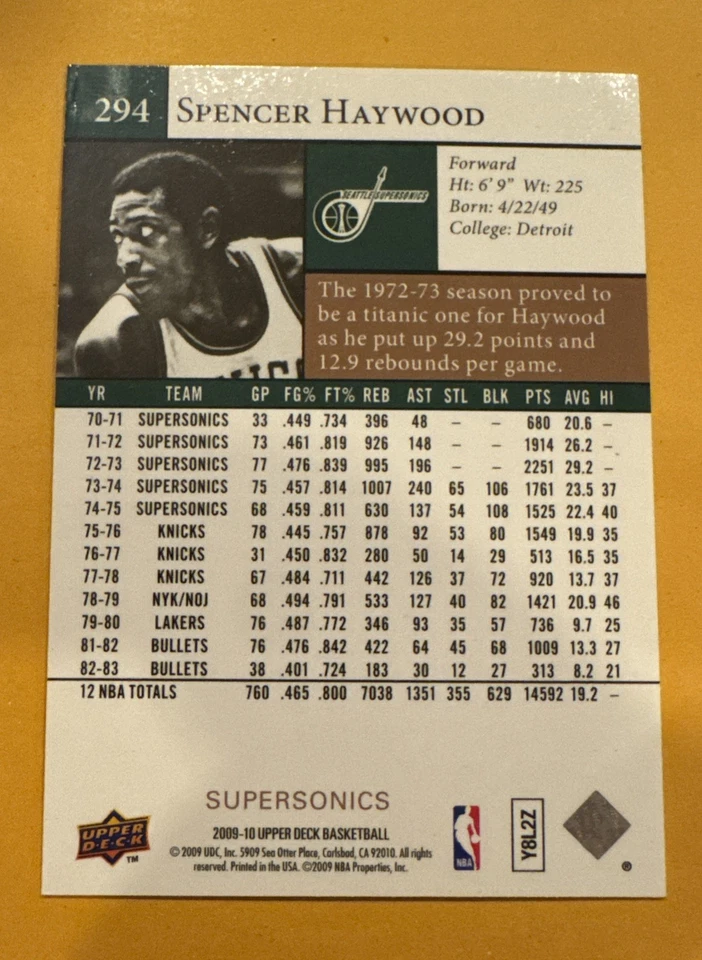 294 SPENCER HAYWOOD
SEATTLE SUPERSONICS
Forward
Ht: 6' 9" Wt: 225
Born: 4/22/49
College: Detroit
The 1972-73 season proved to
be a titanic one for Haywood
as he put up 29.2 points and
12.9 rebounds per game.
YR TEAM GP FG% FT% REB AST STL BLK PTS AVG HI
70-71 SUPERSONICS 33 .449 .734 396 48 – – 680 20.6 –
71-72 SUPERSONICS 73 .461 .819 926 148 – – 1914 26.2 –
72-73 SUPERSONICS 77 .476 .839 995 196 – – 2251 29.2 –
73-74 SUPERSONICS 75 .457 .814 1007 240 65 106 1761 23.5 37
74-75 SUPERSONICS 68 .459 .811 630 137 54 108 1525 22.4 40
75-76 KNICKS 78 .445 .757 878 92 53 80 1549 19.9 35
76-77 KNICKS 31 .450 .832 280 50 14 29 513 16.5 35
77-78 KNICKS 67 .484 .711 442 126 37 72 920 13.7 37
78-79 NYK/NOJ 68 .494 .791 533 127 40 82 1421 20.9 46
79-80 LAKERS 76 .487 .772 346 93 35 57 736 9.7 25
81-82 BULLETS 76 .476 .842 422 64 45 68 1009 13.3 27
82-83 BULLETS 38 .401 .724 183 30 12 27 313 8.2 21
12 NBA TOTALS 760 .465 .800 7038 1351 355 629 14592 19.2 –
SUPERSONICS
UPPER
D·E·C·K
TM
2009-10 UPPER DECK BASKETBALL
© 2009 UDC, Inc. 5909 Sea Otter Place, Carlsbad, CA 92010. All rights
reserved. Printed in the USA. ©2009 NBA Properties, Inc.
NBA
Y8L2Z
®